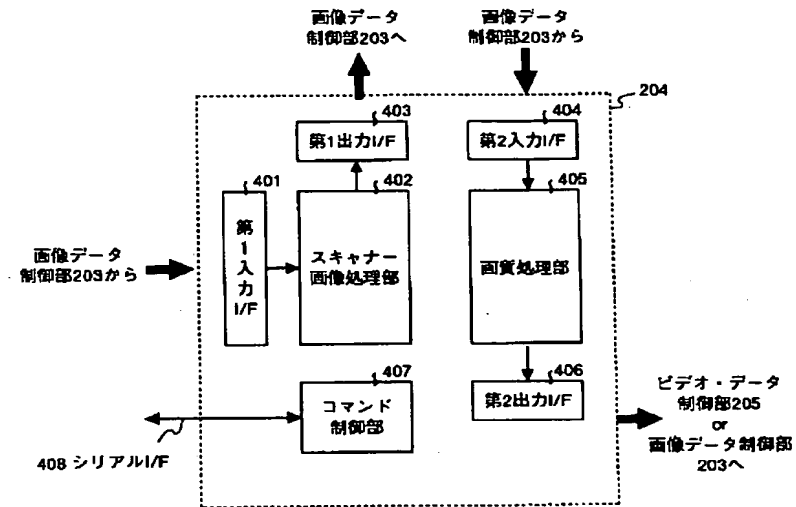 画像データ
制御部203へ
画像データ
制御部203から
204
403
第1出力I/F
404
第2入力I/F
401
第1入力I/F
402
スキャナー
画像処理部
405
画質処理部
画像データ
制御部203から
407
コマンド
制御部
406
第2出力I/F
ビデオ・データ
制御部205
or
画像データ制御部
203へ
408 シリアルI/F